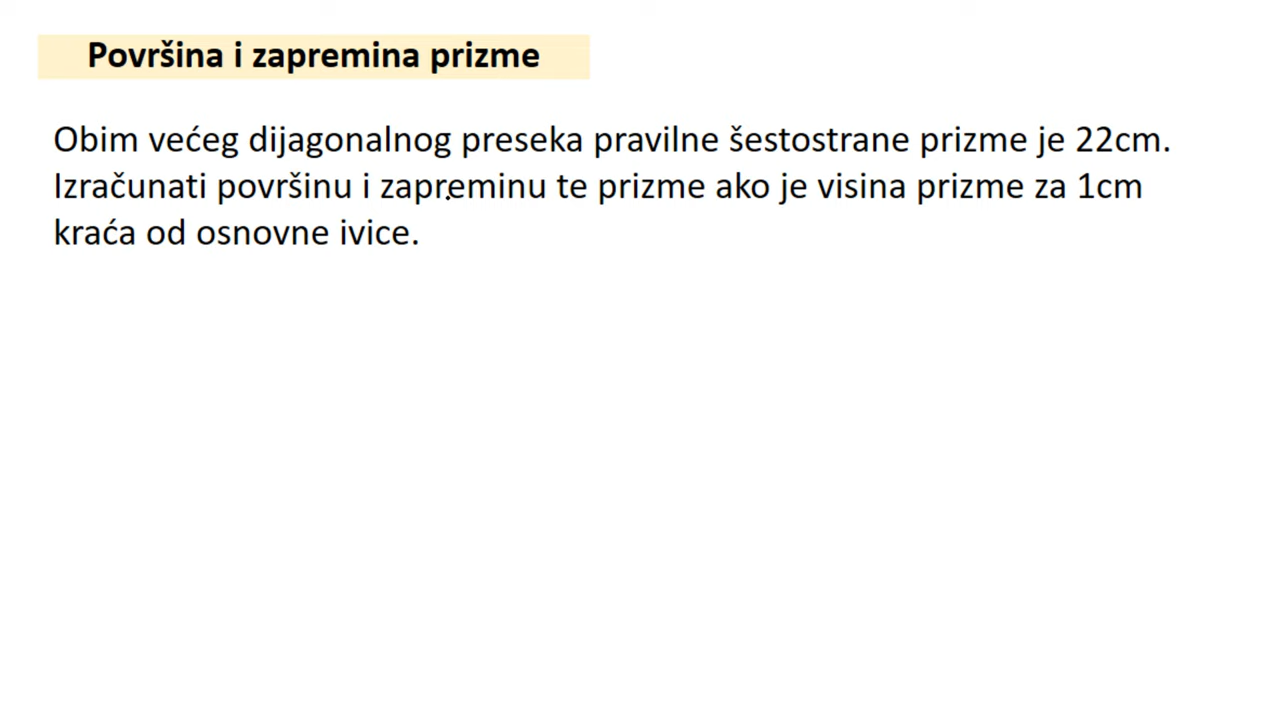 Površina i zapremina prizme
Obim većeg dijagonalnog preseka pravilne šestostrane prizme je 22cm.
Izračunati površinu i zapreminu te prizme ako je visina prizme za 1cm
kraća od osnovne ivice.